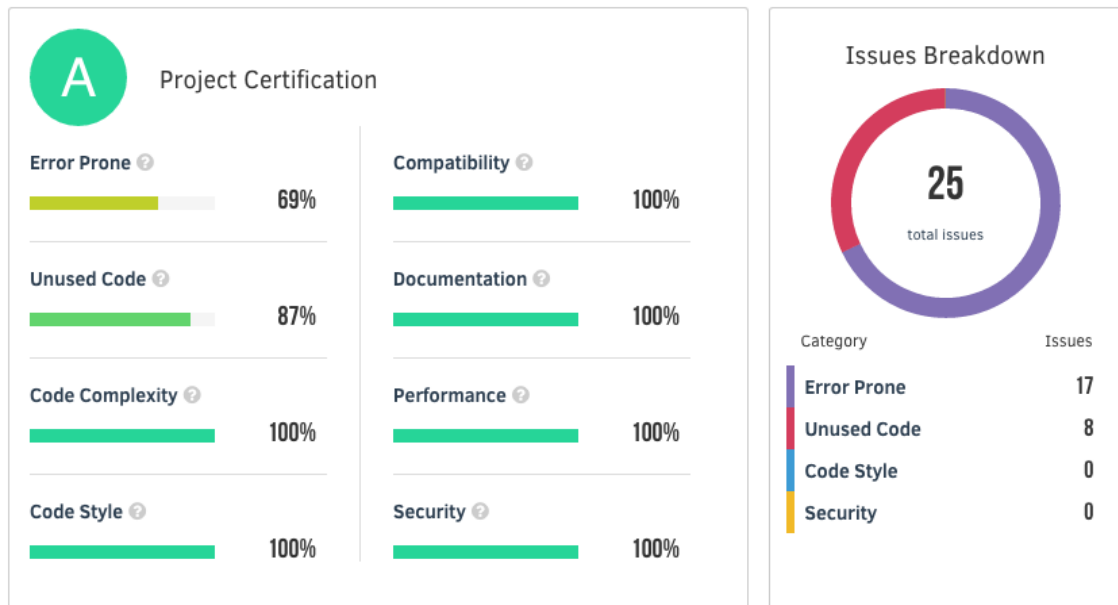 A
Project Certification
Error Prone ?
69%
Unused Code ?
87%
Code Complexity ?
100%
Code Style ?
100%
Compatibility ?
100%
Documentation ?
100%
Performance ?
100%
Security ?
100%
Issues Breakdown
25
total issues
Category Issues
Error Prone 17
Unused Code 8
Code Style 0
Security 0